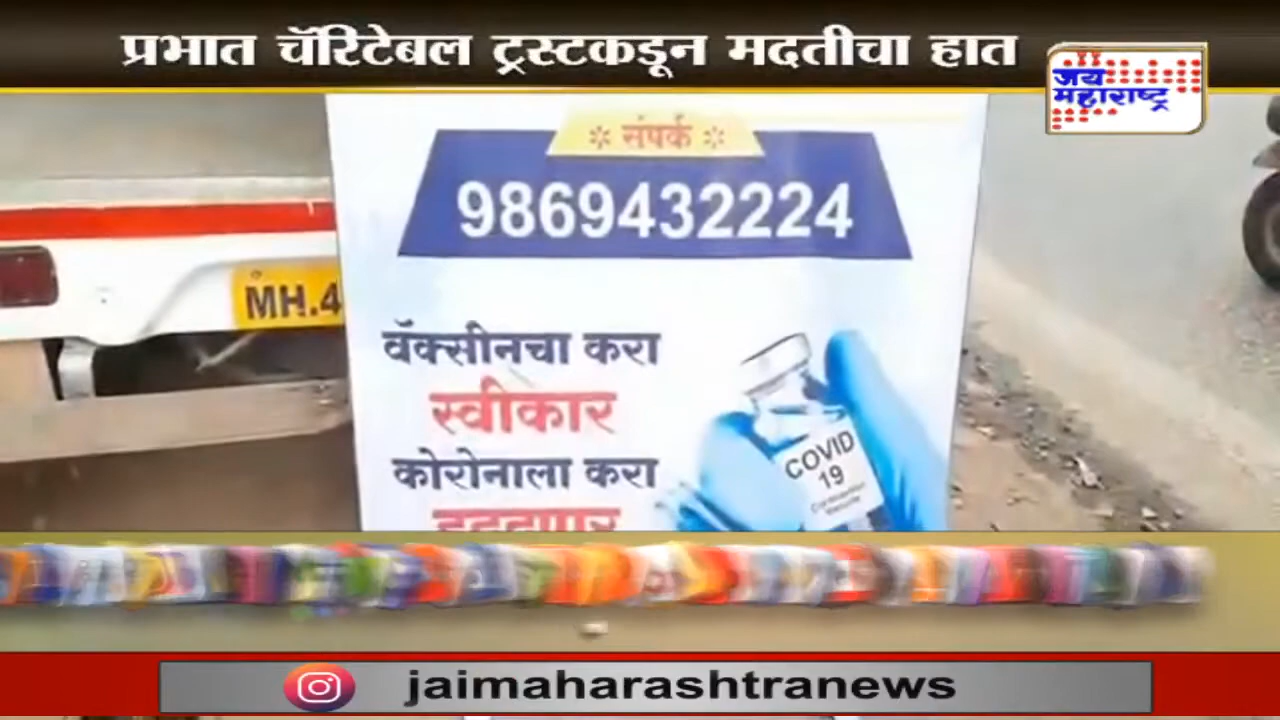 प्रभात चॅरिटेबल ट्रस्टकडून मदतीचा हात
जय
महाराष्ट्र
संपर्क
9869432224
MH.4
वॅक्सीनचा करा
स्वीकार
कोरोनाला करा
COVID
19
jaimaharashtranews